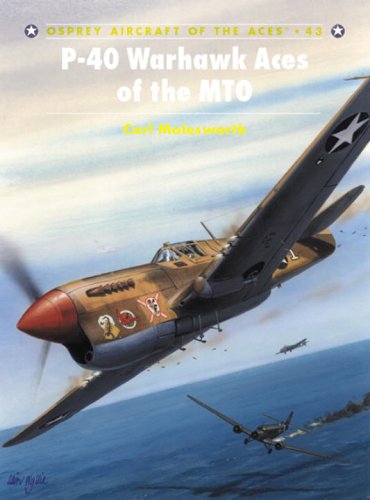 OSPREY AIRCRAFT OF THE ACES® • 43
P-40 Warhawk Aces
of the MTO
Carl Molesworth